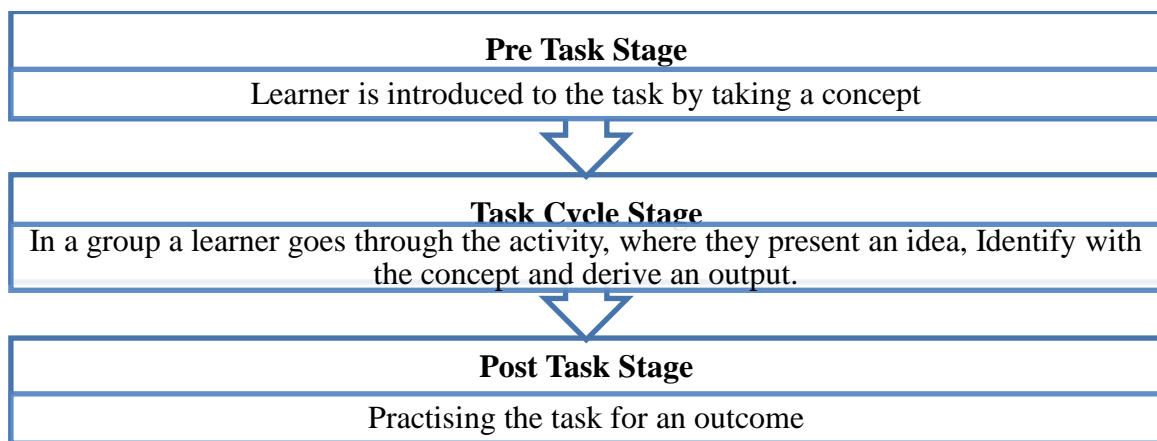 Pre Task Stage
Learner is introduced to the task by taking a concept
Task Cycle Stage
In a group a learner goes through the activity, where they present an idea, Identify with
the concept and derive an output.
Post Task Stage
Practising the task for an outcome